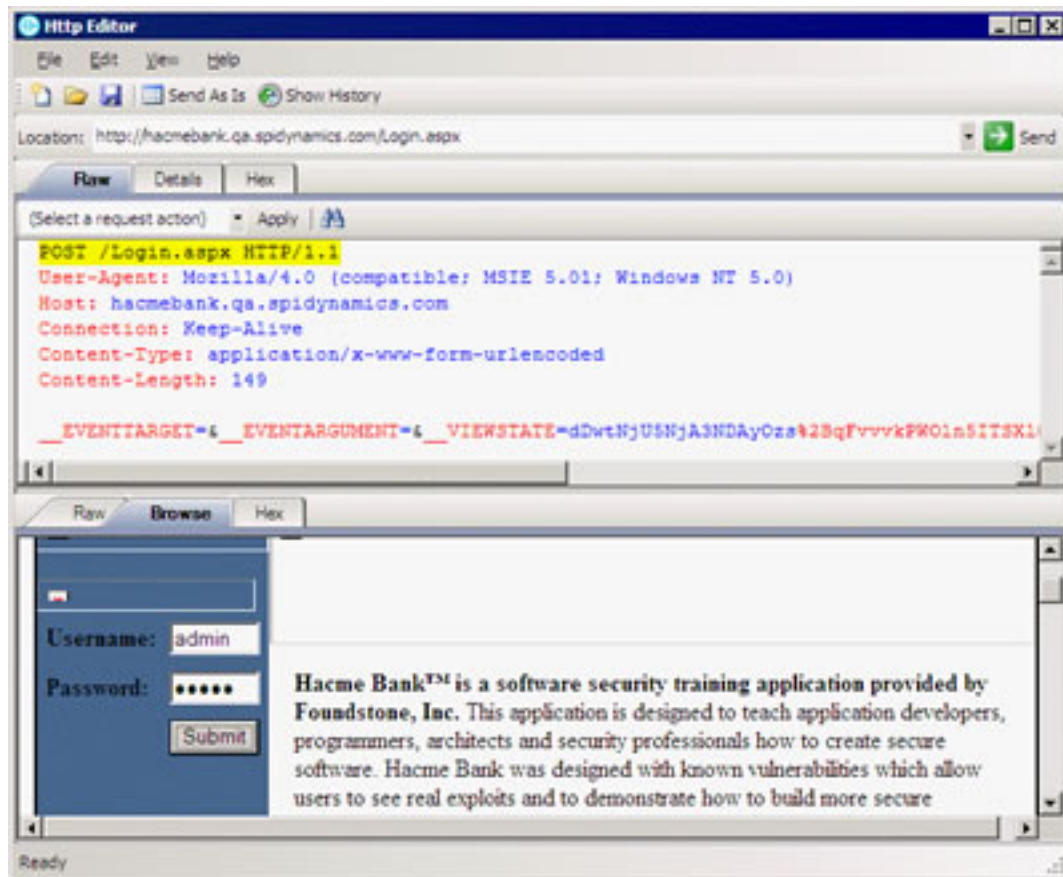 Http Editor
File Edit View Help
Send As Is Show History
Location: http://hacmebank.qa.spidynamics.com/Login.aspx Send
Raw Details Hex
(Select a request action) Apply
POST /Login.aspx HTTP/1.1
User-Agent: Mozilla/4.0 (compatible; MSIE 5.01; Windows NT 5.0)
Host: hacmebank.qa.spidynamics.com
Connection: Keep-Alive
Content-Type: application/x-www-form-urlencoded
Content-Length: 149
__EVENTTARGET=&__EVENTARGUMENT=&__VIEWSTATE=
Raw Browse Hex
Username: admin
Password: •••••
Submit
Hacme Bank™ is a software security training application provided by
Foundstone, Inc. This application is designed to teach application developers,
programmers, architects and security professionals how to create secure
software. Hacme Bank was designed with known vulnerabilities which allow
users to see real exploits and to demonstrate how to build more secure
Ready